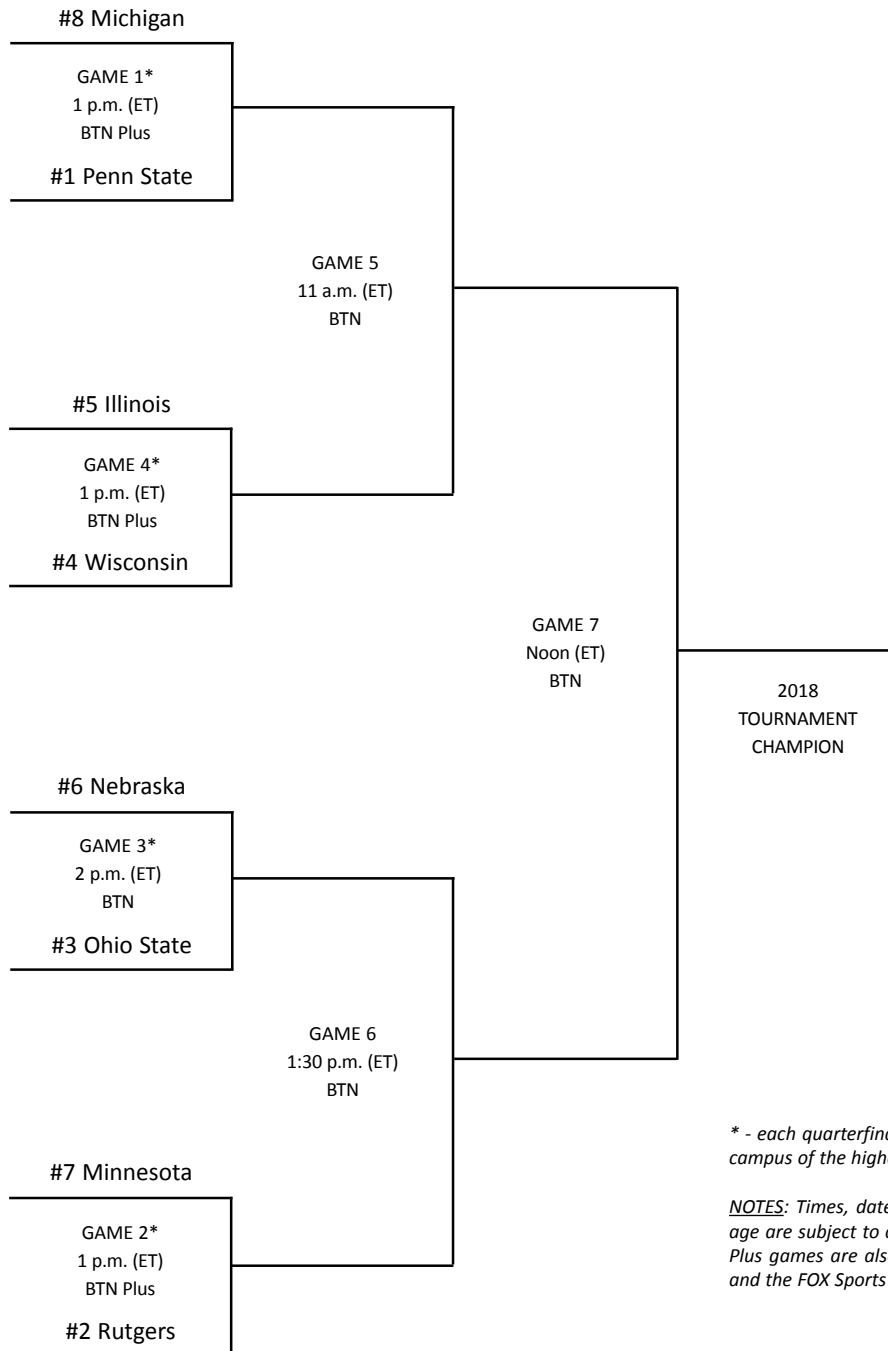 #8 Michigan
GAME 1*
1 p.m. (ET)
BTN Plus
#1 Penn State
GAME 5
11 a.m. (ET)
BTN
#5 Illinois
GAME 4*
1 p.m. (ET)
BTN Plus
#4 Wisconsin
GAME 7
Noon (ET)
BTN
2018
TOURNAMENT
CHAMPION
#6 Nebraska
GAME 3*
2 p.m. (ET)
BTN
#3 Ohio State
GAME 6
1:30 p.m. (ET)
BTN
#7 Minnesota
GAME 2*
1 p.m. (ET)
BTN Plus
#2 Rutgers
* - each quarterfina
campus of the highe
NOTES: Times, date
age are subject to
Plus games are als
and the FOX Sports